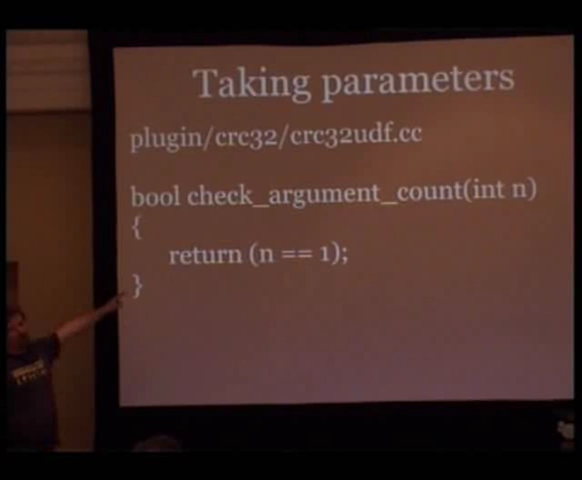 Taking parameters
plugin/crc32/crc32udf.cc
bool check_argument_count(int n)
{
return (n == 1);
}